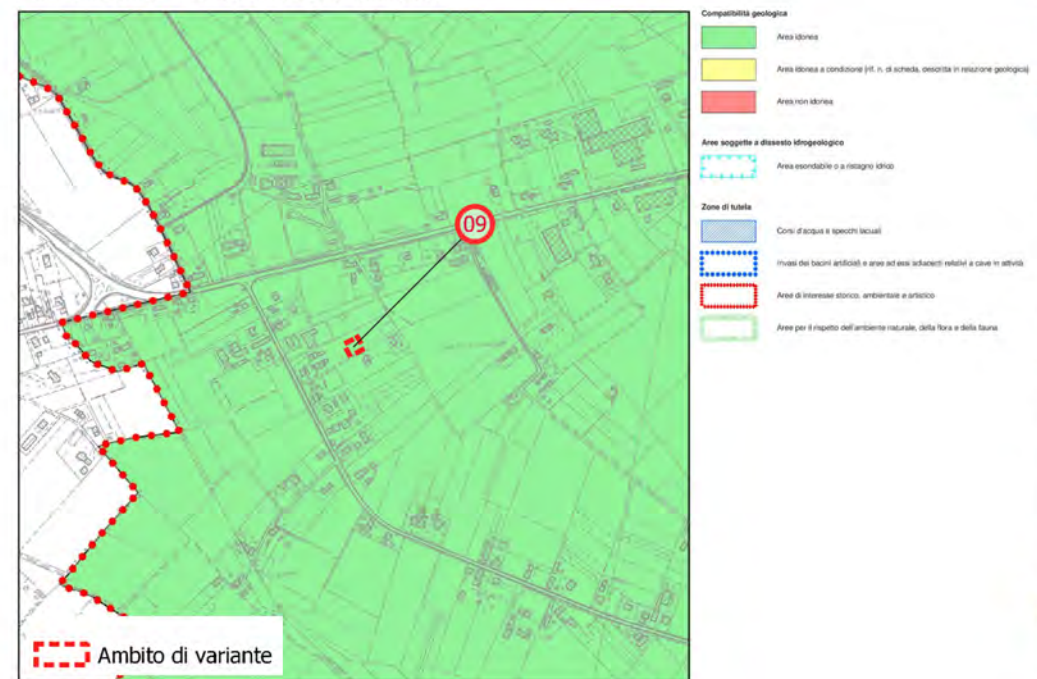 09
Ambito di variante
Compatibilità geologica
Area idonea
Area idonea a condizione (rif. n. di scheda, descritta in relazione geologica)
Area non idonea
Aree soggette a dissesto idrogeologico
Area esondabile o a ristagno idrico
Zone di tutela
Corsi d'acqua e specchi lacuali
Invasi dei bacini artificiali e aree ad essi adiacenti relativi a cave in attività
Aree di interesse storico, ambientale e artistico
Aree per il rispetto dell'ambiente naturale, della flora e della fauna